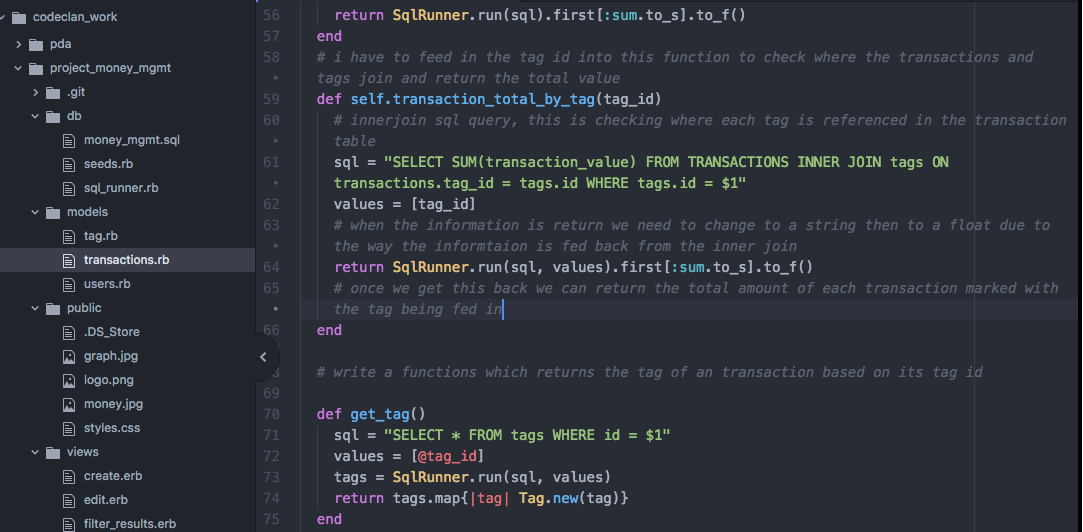 codeclan_work
pda
project_money_mgmt
.git
db
money_mgmt.sql
seeds.rb
sql_runner.rb
models
tag.rb
transactions.rb
users.rb
public
.DS_Store
graph.jpg
logo.png
money.jpg
styles.css
views
create.erb
edit.erb
filter_results.erb
56 return SqlRunner.run(sql).first[:sum.to_s].to_f()
57 end
58 # i have to feed in the tag id into this function to check where the transactions and
• tags join and return the total value
59 def self.transaction_total_by_tag(tag_id)
60 # innerjoin sql query, this is checking where each tag is referenced in the transaction
• table
61 sql = "SELECT SUM(transaction_value) FROM TRANSACTIONS INNER JOIN tags ON
• transactions.tag_id = tags.id WHERE tags.id = $1"
62 values = [tag_id]
63 # when the information is return we need to change to a string then to a float due to
• the way the informtaion is fed back from the inner join
64 return SqlRunner.run(sql, values).first[:sum.to_s].to_f()
65 # once we get this back we can return the total amount of each transaction marked with
• the tag being fed in
66 end
8 # write a functions which returns the tag of an transaction based on its tag id
69
70 def get_tag()
71 sql = "SELECT * FROM tags WHERE id = $1"
72 values = [@tag_id]
73 tags = SqlRunner.run(sql, values)
74 return tags.map{|tag| Tag.new(tag)}
75 end